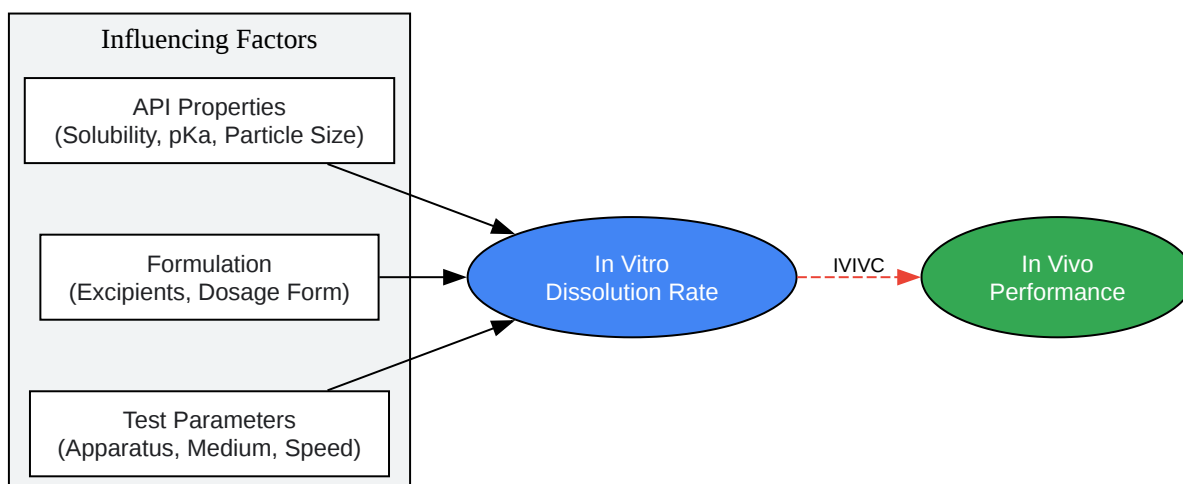 Influencing Factors
API Properties
(Solubility, pKa, Particle Size)
Formulation
(Excipients, Dosage Form)
Test Parameters
(Apparatus, Medium, Speed)
In Vitro
Dissolution Rate
IVIVC
In Vivo
Performance